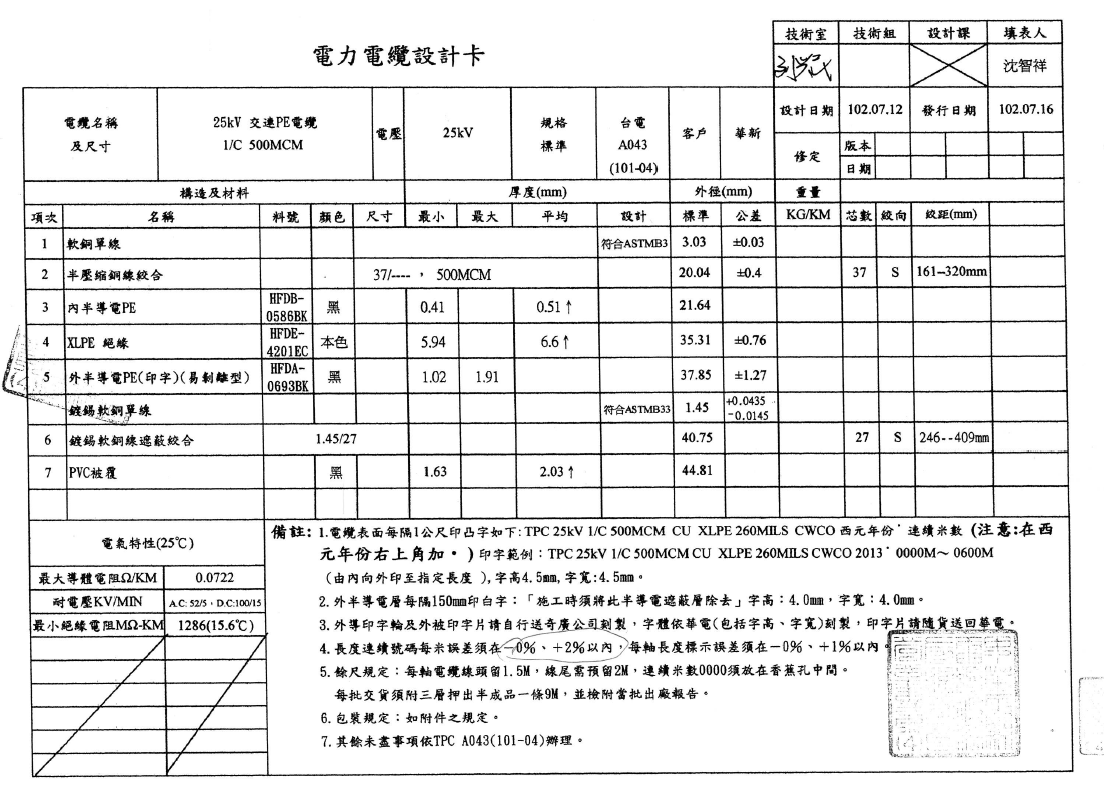 電力電纜設計卡
技術室 技術組 設計課 填表人
沈智祥
設計日期 102.07.12 發行日期 102.07.16
修定 版本
日期
電纜名稱
及尺寸
25kV 交連PE電纜
1/C 500MCM
電壓 25kV
規格
標準
台電
A043
(101-04)
客戶 華新
構造及材料 厚度(mm) 外徑(mm) 重量
項次 名稱 料號 顏色 尺寸 最小 最大 平均 設計 標準 公差 KG/KM 芯數 絞向 絞距(mm)
1 軟銅單線 符合ASTMB3 3.03 ±0.03
2 半壓縮銅線絞合 37/---- , 500MCM 20.04 ±0.4 37 S 161--320mm
3 內半導電PE HFDB-0586BK 黑 0.41 0.51↑ 21.64
4 XLPE 絕緣 HFDE-4201EC 本色 5.94 6.6↑ 35.31 ±0.76
5 外半導電PE(印字)(易剝離型) HFDA-0693BK 黑 1.02 1.91 37.85 ±1.27
鍍錫軟銅單線 符合ASTMB33 1.45 +0.0435 -0.0145
6 鍍錫軟銅線遮蔽絞合 1.45/27 40.75 27 S 246--409mm
7 PVC被覆 黑 1.63 2.03↑ 44.81
電氣特性(25℃)
最大導體電阻Ω/KM 0.0722
耐電壓KV/MIN A.C: 52/5，D.C:100/15
最小絕緣電阻MΩ-KM 1286(15.6℃)
備註: 1.電纜表面每隔1公尺印凸字如下:TPC 25kV 1/C 500MCM CU XLPE 260MILS CWCO 西元年份˙連續米數 (注意:在西
元年份右上角加・) 印字範例：TPC 25kV 1/C 500MCM CU XLPE 260MILS CWCO 2013˙0000M～ 0600M
(由內向外印至指定長度 ),字高4.5mm,字寬:4.5mm。
2. 外半導電層每隔150mm印白字：「施工時須將此半導電遮蔽層除去」字高：4.0mm，字寬：4.0mm。
3. 外導印字輪及外被印字片請自行送奇廣公司刻製，字體依華電(包括字高、字寬)刻製，印字片請隨貨送回華電。
4. 長度連續號碼每米誤差須在－0%、+2%以內，每軸長度標示誤差須在－0%、+1%以內。
5. 餘尺規定：每軸電纜線頭留1.5M，線尾需預留2M，連續米數0000須放在香蕉孔中間。
每批交貨須附三層押出半成品一條9M，並檢附當批出廠報告。
6. 包裝規定：如附件之規定。
7. 其餘未盡事項依TPC A043(101-04)辦理。